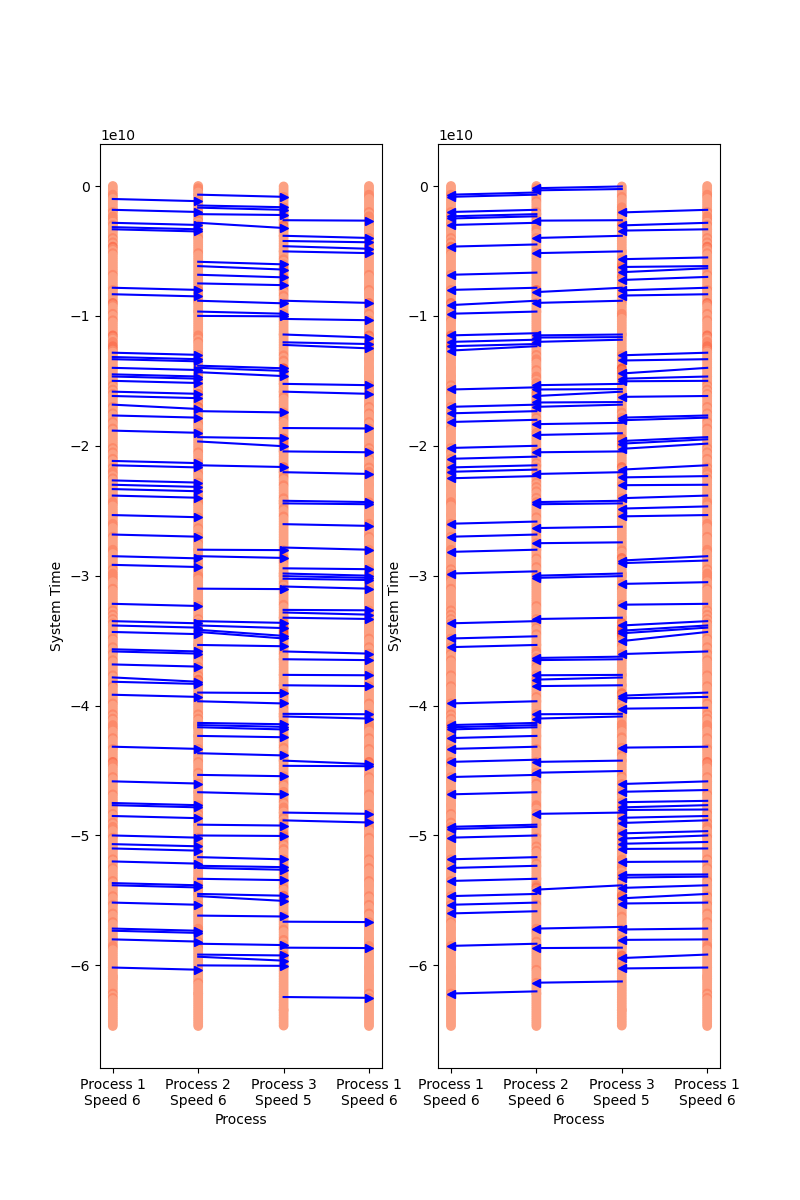 1e10
0
−1
−2
−3
−4
−5
−6
System Time
Process 1
Speed 6
Process 2
Speed 6
Process 3
Speed 5
Process 1
Speed 6
Process
1e10
0
−1
−2
−3
−4
−5
−6
System Time
Process 1
Speed 6
Process 2
Speed 6
Process 3
Speed 5
Process 1
Speed 6
Process